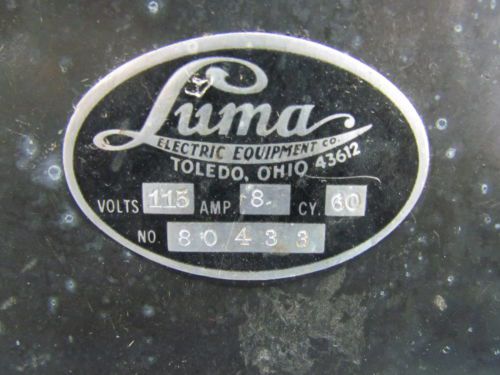 Luma
ELECTRIC EQUIPMENT CO.
TOLEDO, OHIO 43612
VOLTS 115 AMP. 8. CY. 60
NO. 80433